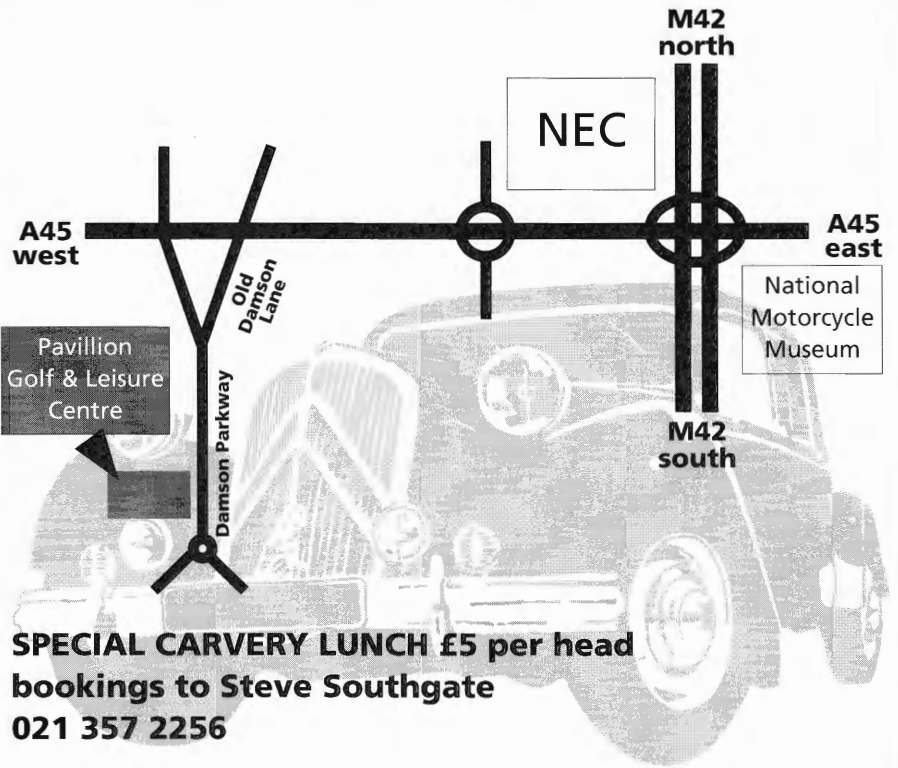 M42
north
NEC
A45
west
A45
east
Old
Damson
Lane
National
Motorcycle
Museum
Pavillion
Golf & Leisure
Centre
Damson Parkway
M42
south
SPECIAL CARVERY LUNCH £5 per head
bookings to Steve Southgate
021 357 2256